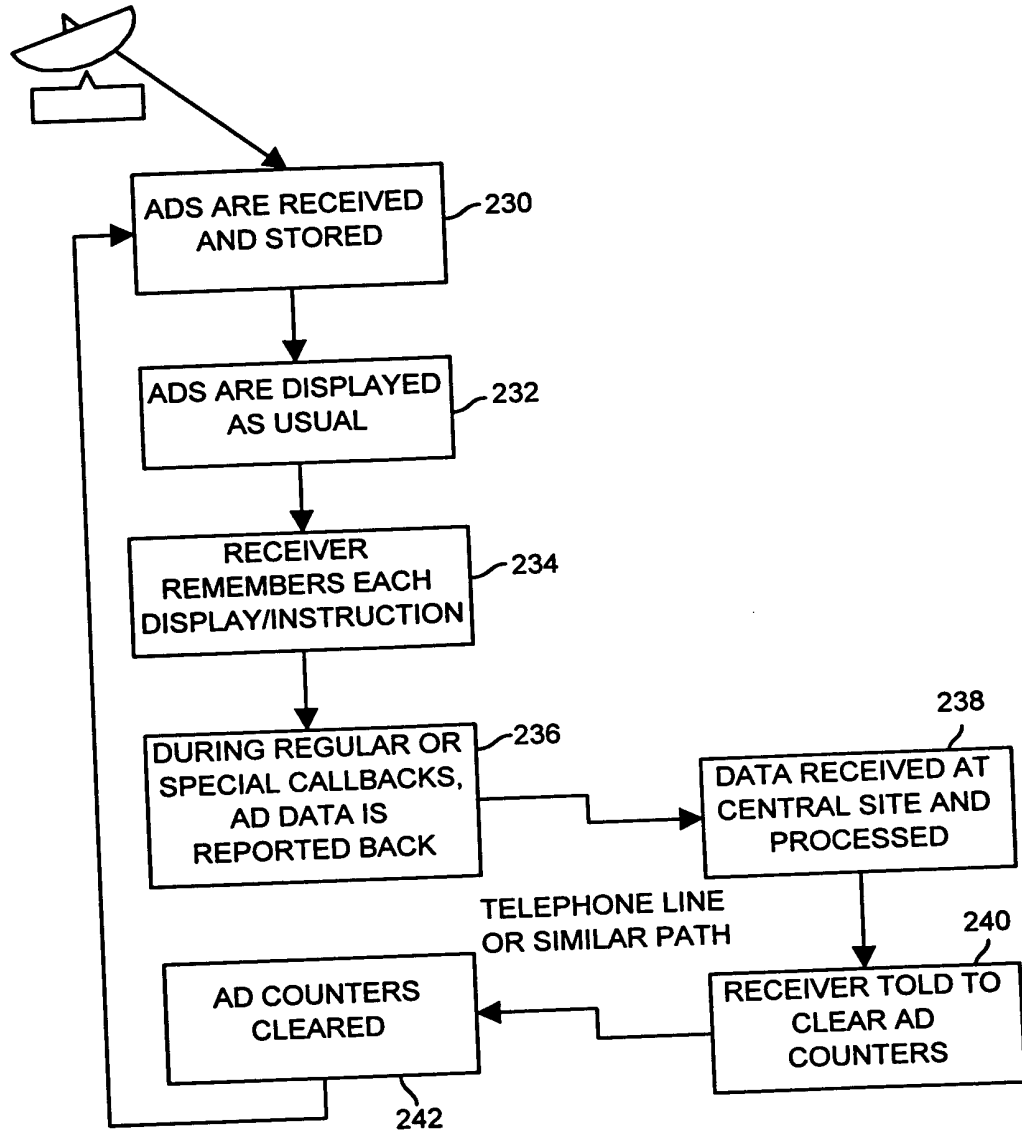 ADS ARE RECEIVED
AND STORED
230
ADS ARE DISPLAYED
AS USUAL
232
RECEIVER
REMEMBERS EACH
DISPLAY/INSTRUCTION
234
DURING REGULAR OR
SPECIAL CALLBACKS,
AD DATA IS
REPORTED BACK
236
238
DATA RECEIVED AT
CENTRAL SITE AND
PROCESSED
TELEPHONE LINE
OR SIMILAR PATH
240
RECEIVER TOLD TO
CLEAR AD
COUNTERS
AD COUNTERS
CLEARED
242